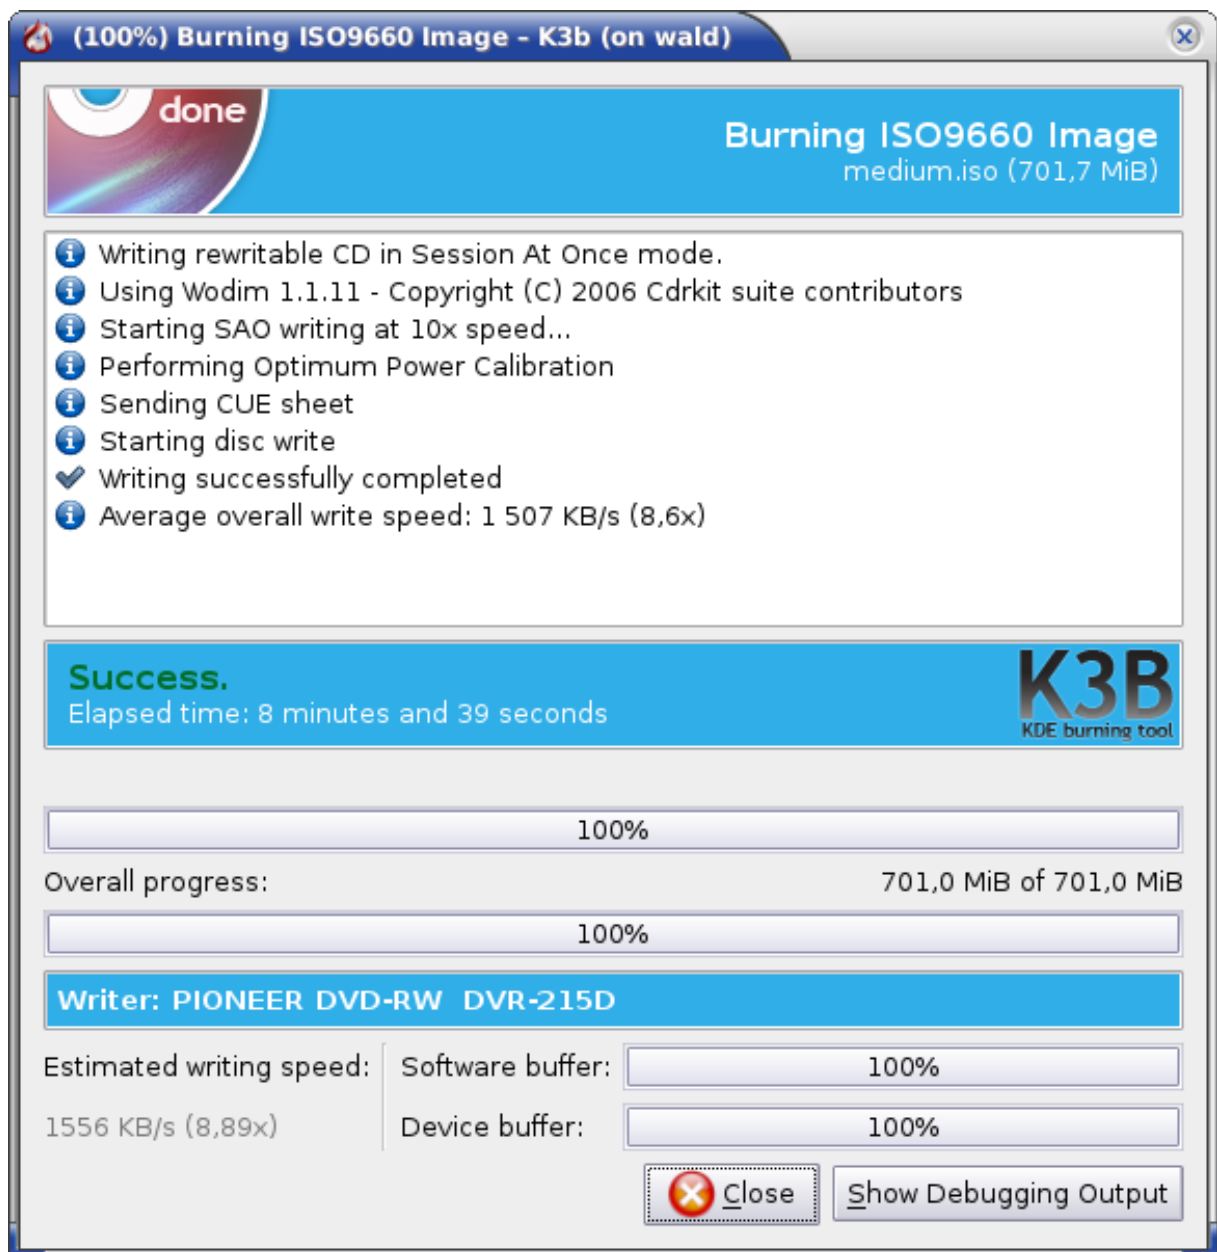 (100%) Burning ISO9660 Image – K3b (on wald)
done
Burning ISO9660 Image
medium.iso (701,7 MiB)
Writing rewritable CD in Session At Once mode.
Using Wodim 1.1.11 - Copyright (C) 2006 Cdrkit suite contributors
Starting SAO writing at 10x speed...
Performing Optimum Power Calibration
Sending CUE sheet
Starting disc write
Writing successfully completed
Average overall write speed: 1 507 KB/s (8,6x)
Success.
Elapsed time: 8 minutes and 39 seconds
K3B
KDE burning tool
100%
Overall progress: 701,0 MiB of 701,0 MiB
100%
Writer: PIONEER DVD-RW  DVR-215D
Estimated writing speed: Software buffer: 100%
1556 KB/s (8,89x) Device buffer: 100%
Close Show Debugging Output